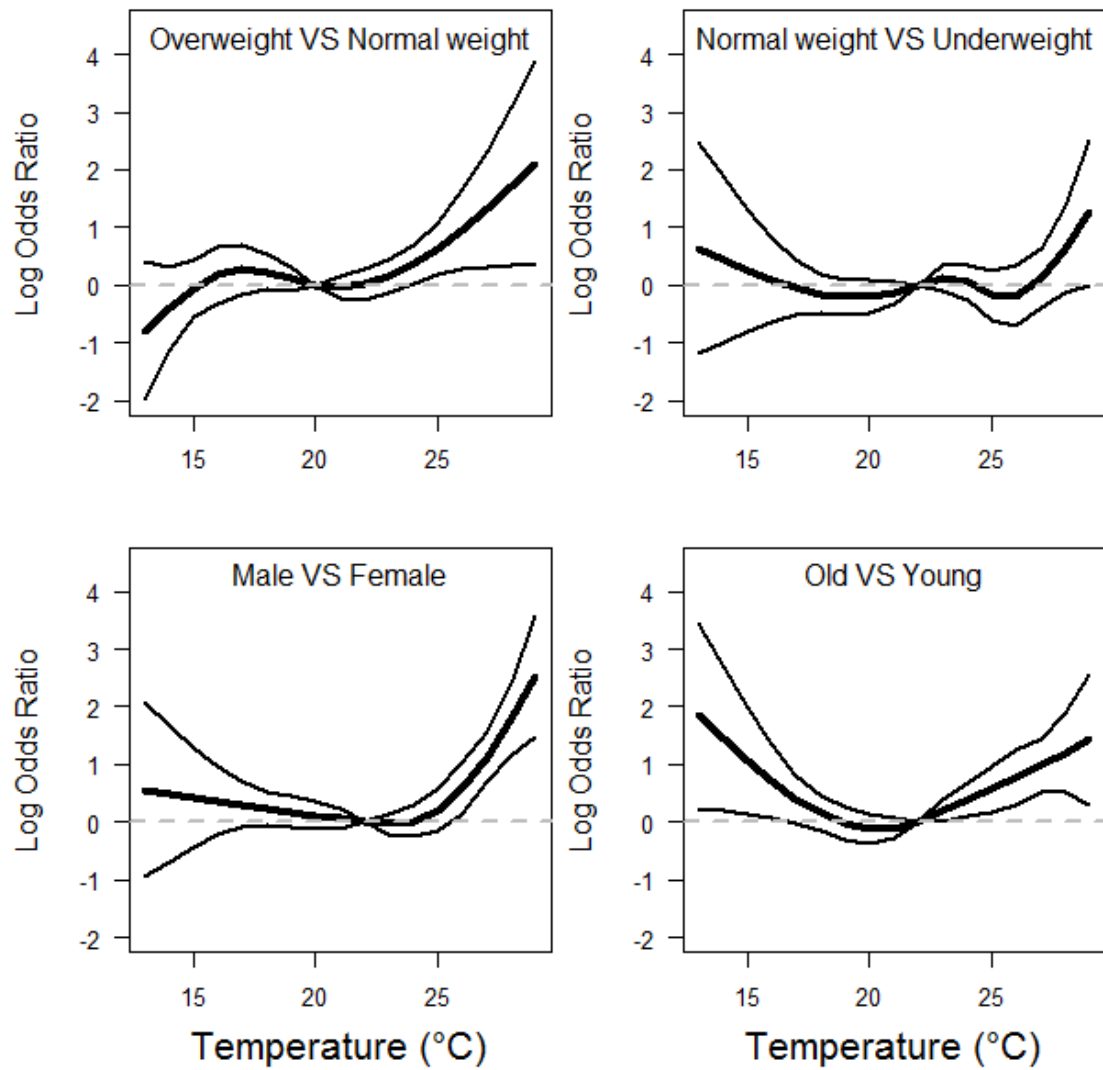 Overweight VS Normal weight
Log Odds Ratio
4
3
2
1
0
-1
-2
15 20 25
Normal weight VS Underweight
Log Odds Ratio
4
3
2
1
0
-1
-2
15 20 25
Male VS Female
Log Odds Ratio
4
3
2
1
0
-1
-2
15 20 25
Temperature (°C)
Old VS Young
Log Odds Ratio
4
3
2
1
0
-1
-2
15 20 25
Temperature (°C)